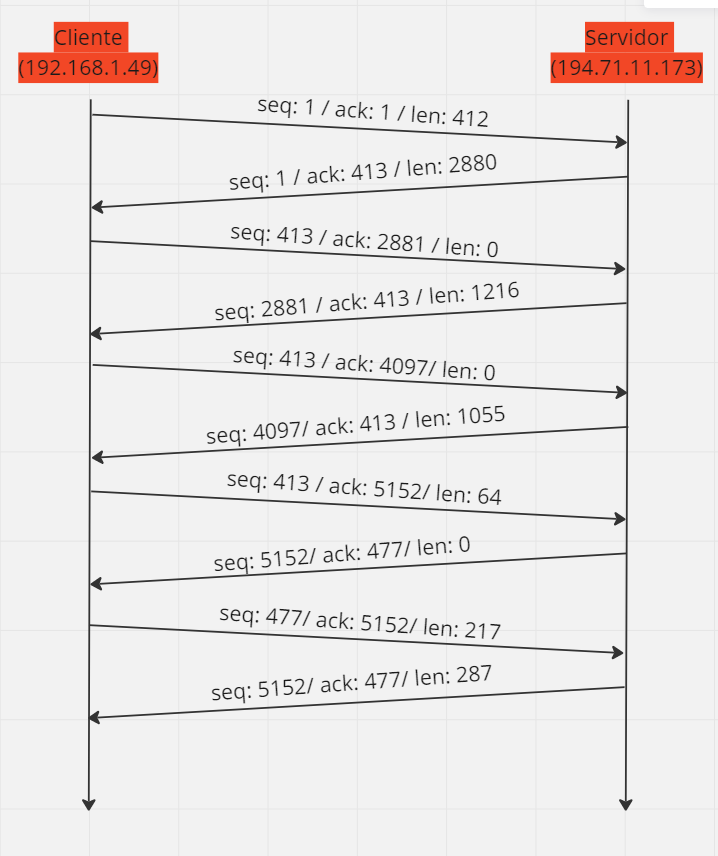 Cliente
(192.168.1.49)
Servidor
(194.71.11.173)
seq: 1 / ack: 1 / len: 412
seq: 1 / ack: 413 / len: 2880
seq: 413 / ack: 2881 / len: 0
seq: 2881 / ack: 413 / len: 1216
seq: 413 / ack: 4097/ len: 0
seq: 4097/ ack: 413 / len: 1055
seq: 413 / ack: 5152/ len: 64
seq: 5152/ ack: 477/ len: 0
seq: 477/ ack: 5152/ len: 217
seq: 5152/ ack: 477/ len: 287